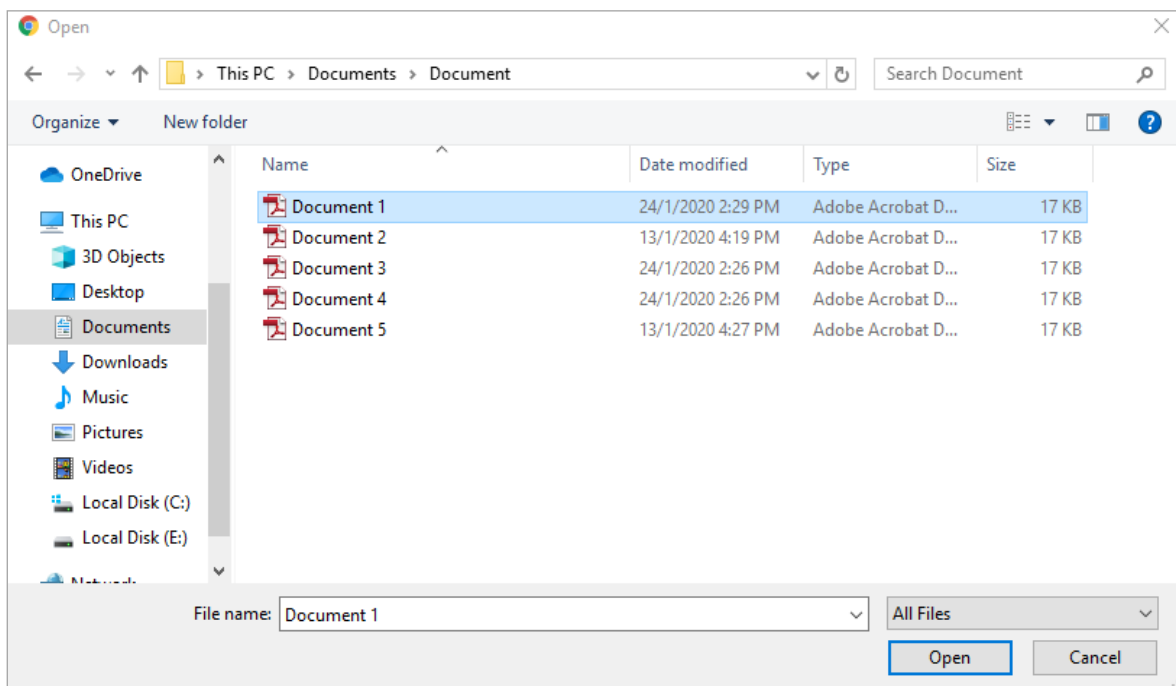 Open
This PC > Documents > Document
Search Document
Organize
New folder
Name
Date modified
Type
Size
OneDrive
This PC
3D Objects
Desktop
Documents
Downloads
Music
Pictures
Videos
Local Disk (C:)
Local Disk (E:)
Network
Document 1 24/1/2020 2:29 PM Adobe Acrobat D... 17 KB
Document 2 13/1/2020 4:19 PM Adobe Acrobat D... 17 KB
Document 3 24/1/2020 2:26 PM Adobe Acrobat D... 17 KB
Document 4 24/1/2020 2:26 PM Adobe Acrobat D... 17 KB
Document 5 13/1/2020 4:27 PM Adobe Acrobat D... 17 KB
File name: Document 1
All Files
Open
Cancel